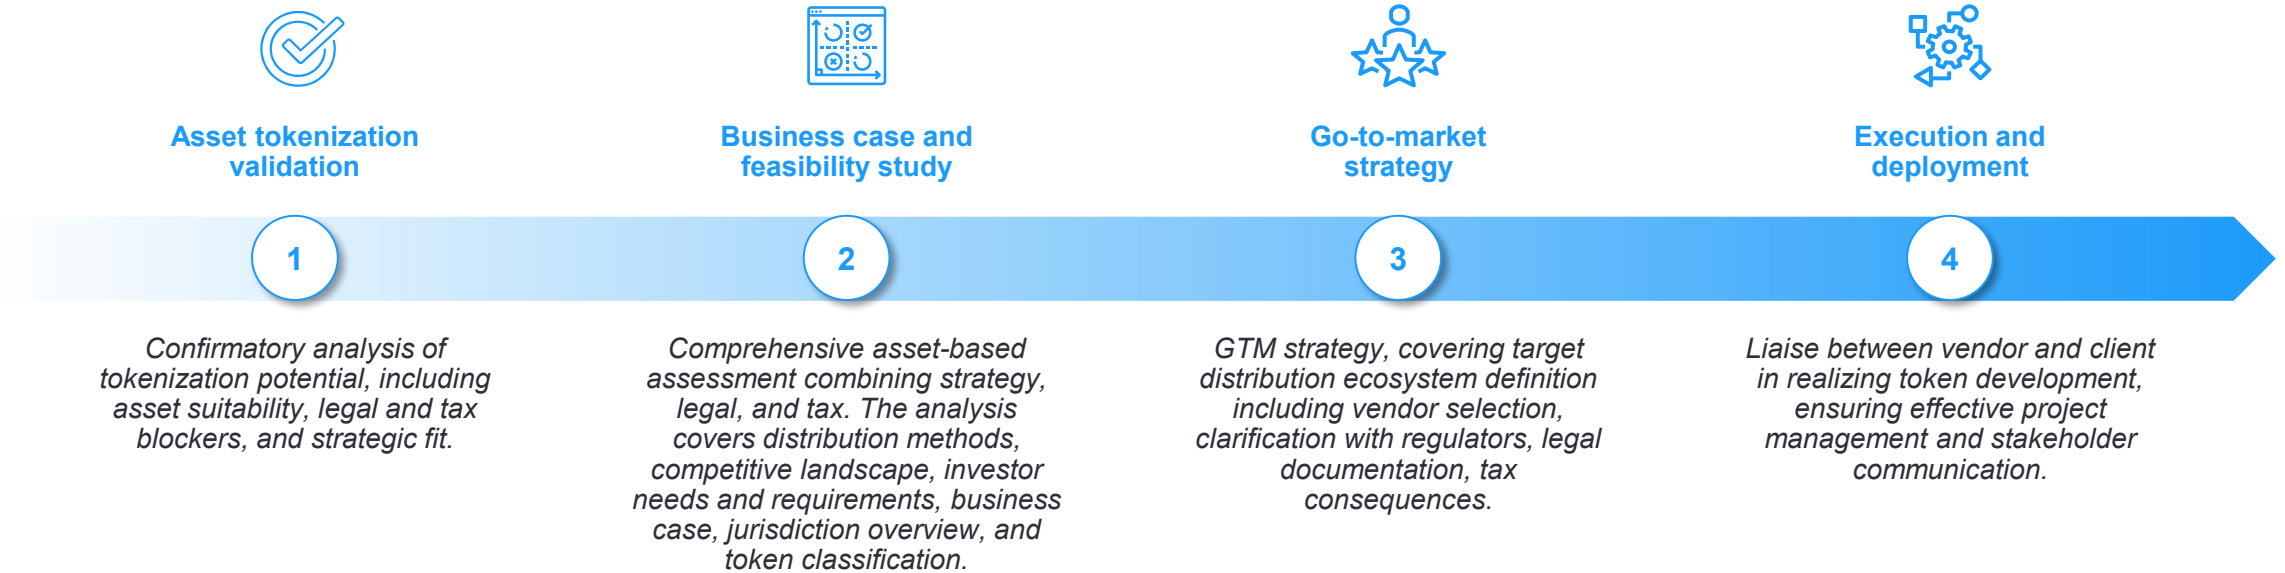 Asset tokenization
validation
1
Confirmatory analysis of
tokenization potential, including
asset suitability, legal and tax
blockers, and strategic fit.
Business case and
feasibility study
2
Comprehensive asset-based
assessment combining strategy,
legal, and tax. The analysis
covers distribution methods,
competitive landscape, investor
needs and requirements, business
case, jurisdiction overview, and
token classification.
Go-to-market
strategy
3
GTM strategy, covering target
distribution ecosystem definition
including vendor selection,
clarification with regulators, legal
documentation, tax
consequences.
Execution and
deployment
4
Liaise between vendor and client
in realizing token development,
ensuring effective project
management and stakeholder
communication.